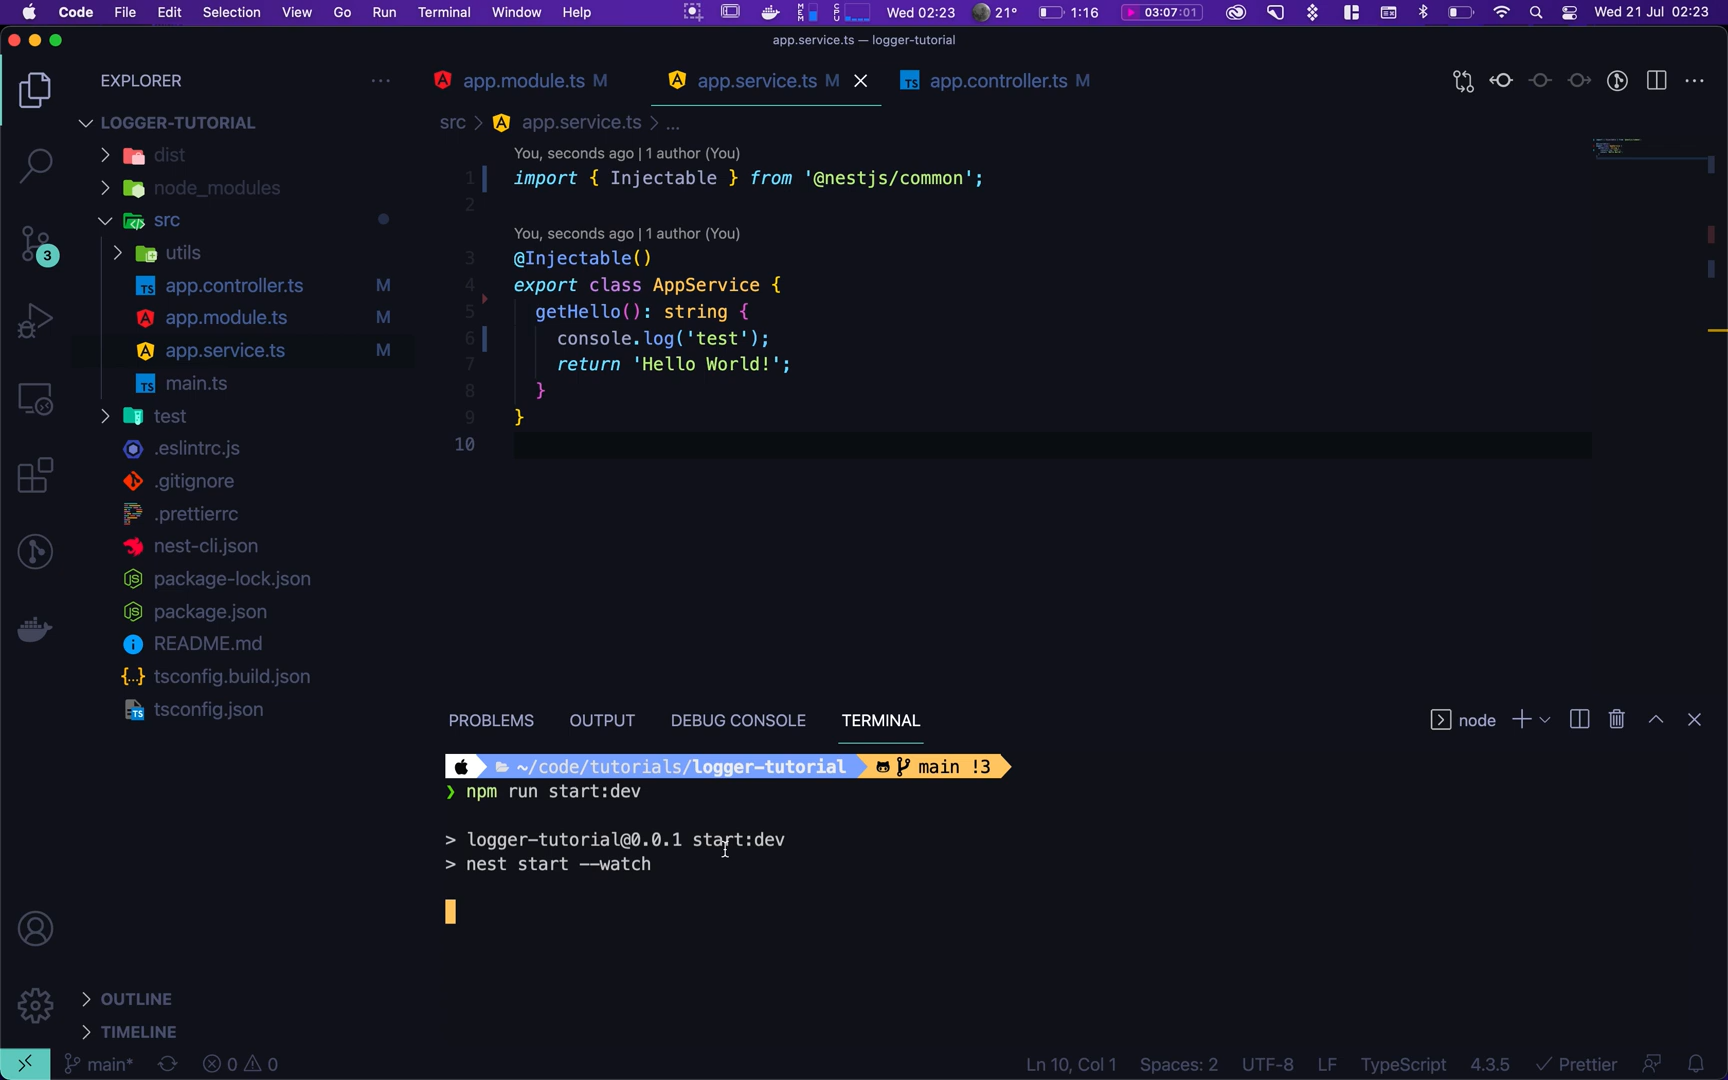 Code File Edit Selection View Go Run Terminal Window Help Wed 02:23 21° 1:16 03:07:01 Wed 21 Jul 02:23
app.service.ts — logger-tutorial
EXPLORER
app.module.ts M app.service.ts M app.controller.ts M
LOGGER-TUTORIAL
src > app.service.ts > ...
dist
node_modules
src
utils
app.controller.ts M
app.module.ts M
app.service.ts M
main.ts
test
.eslintrc.js
.gitignore
.prettierrc
nest-cli.json
package-lock.json
package.json
README.md
tsconfig.build.json
tsconfig.json
OUTLINE
TIMELINE
3
You, seconds ago | 1 author (You)
1 import { Injectable } from '@nestjs/common';
2
You, seconds ago | 1 author (You)
3 @Injectable()
4 export class AppService {
5 getHello(): string {
6 console.log('test');
7 return 'Hello World!';
8 }
9 }
10
PROBLEMS OUTPUT DEBUG CONSOLE TERMINAL node
~/code/tutorials/logger-tutorial main !3
❯ npm run start:dev
> logger-tutorial@0.0.1 start:dev
> nest start --watch
main* 0 0 Ln 10, Col 1 Spaces: 2 UTF-8 LF TypeScript 4.3.5 Prettier